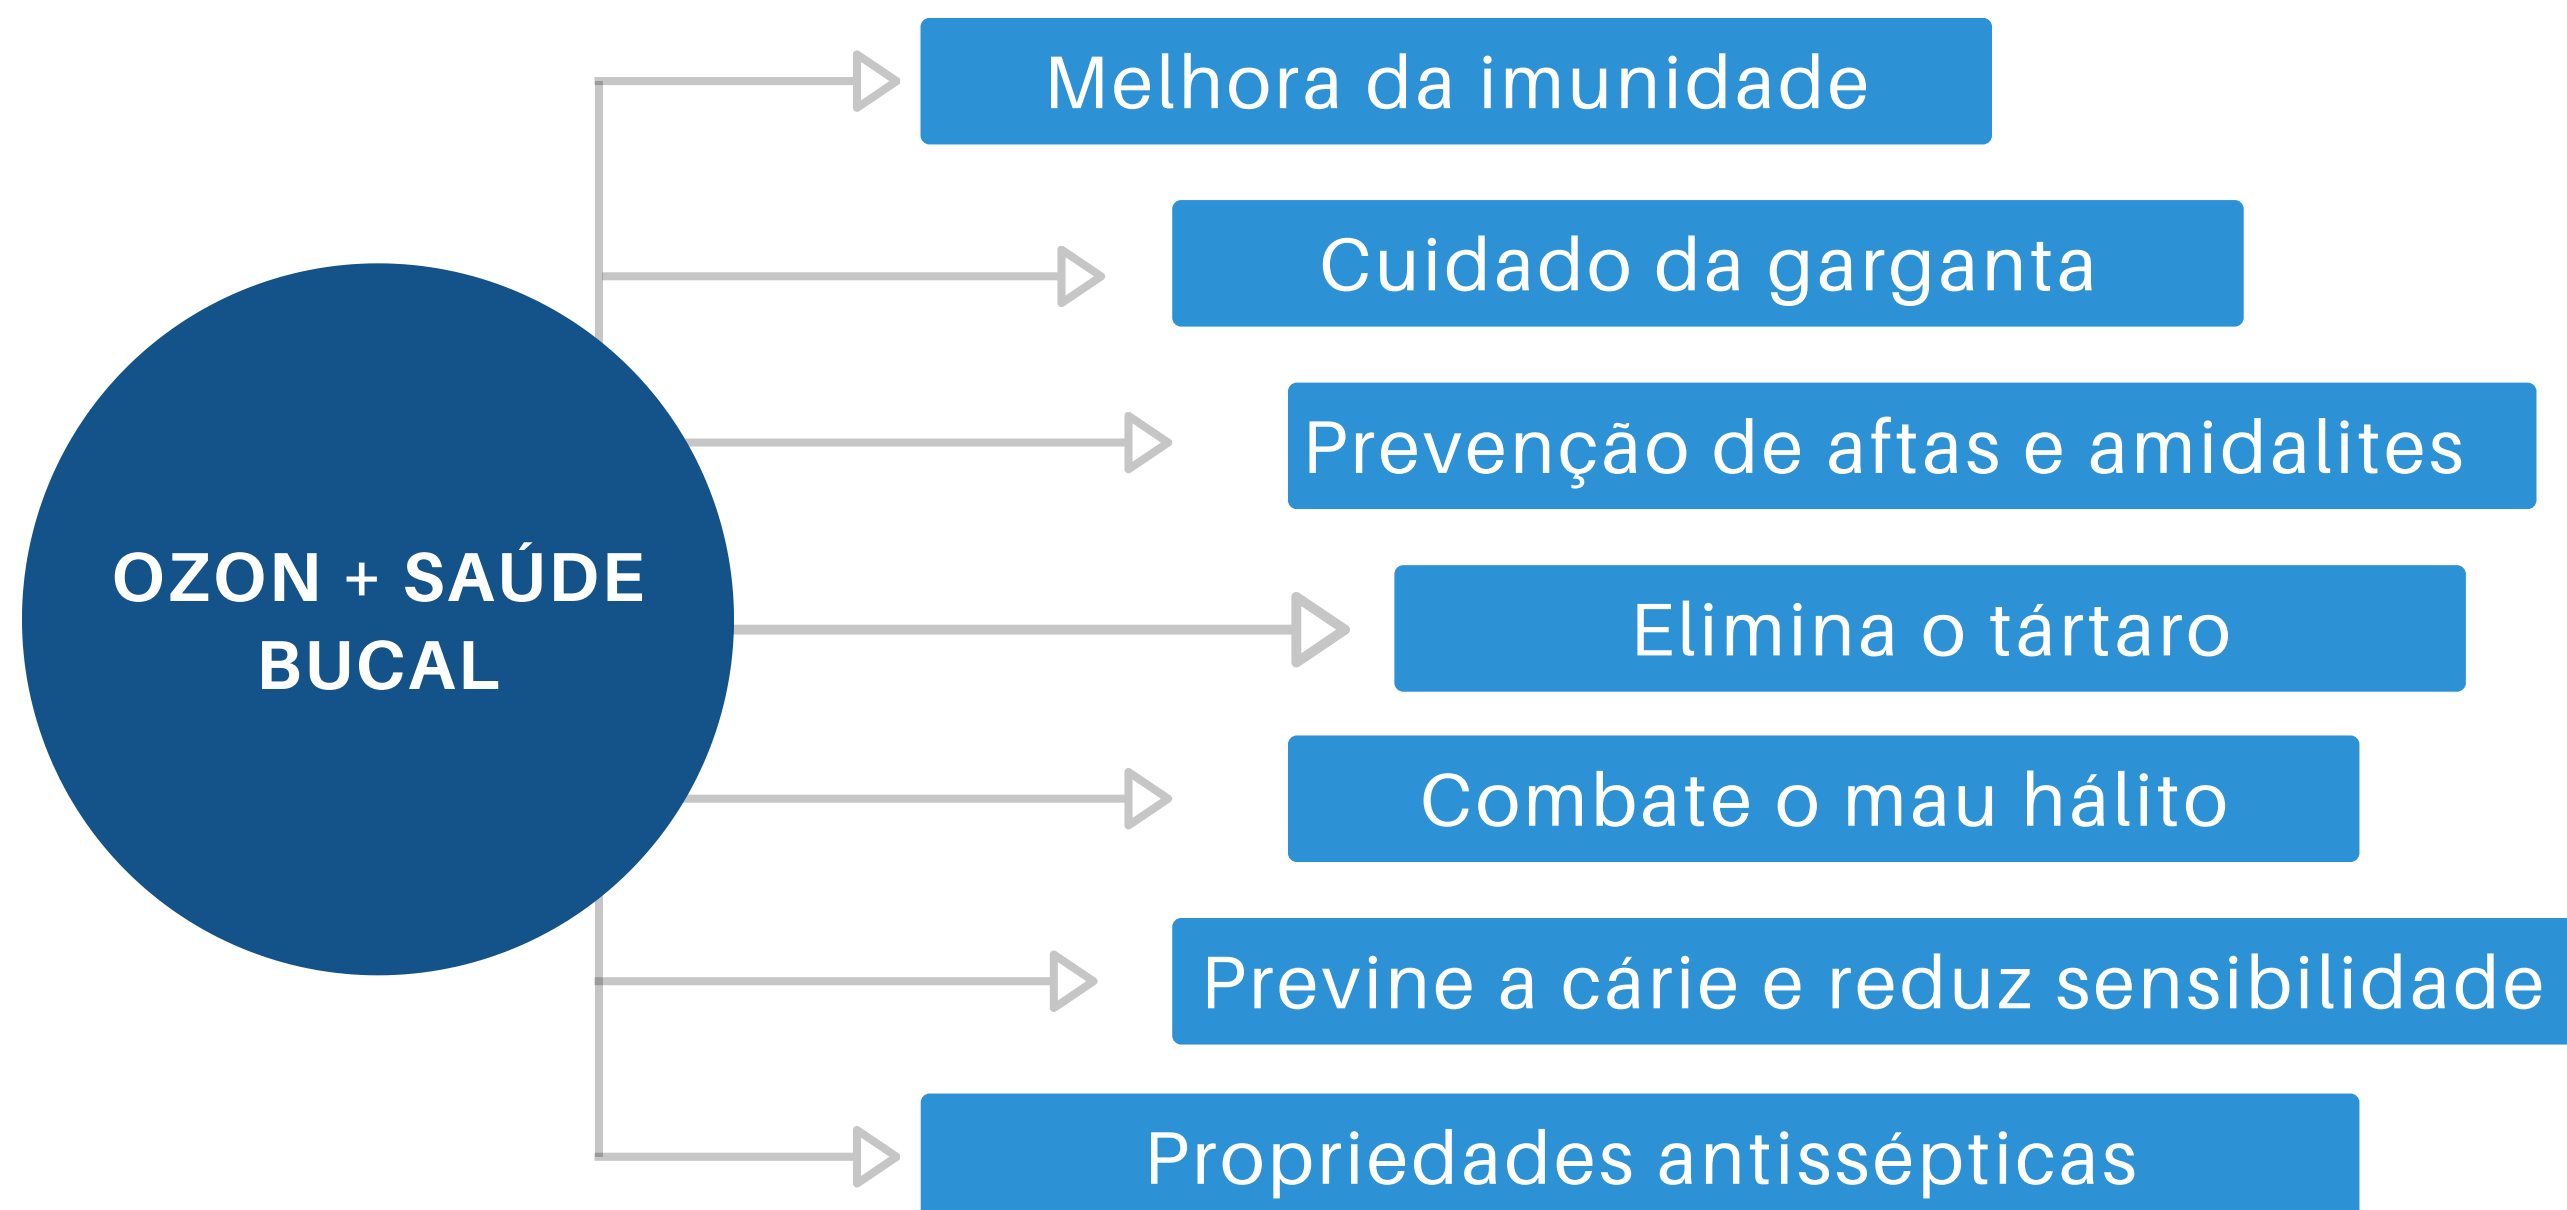 OZON + SAÚDE
BUCAL
Melhora da imunidade
Cuidado da garganta
Prevenção de aftas e amidalites
Elimina o tártaro
Combate o mau hálito
Previne a cárie e reduz sensibilidade
Propriedades antissépticas